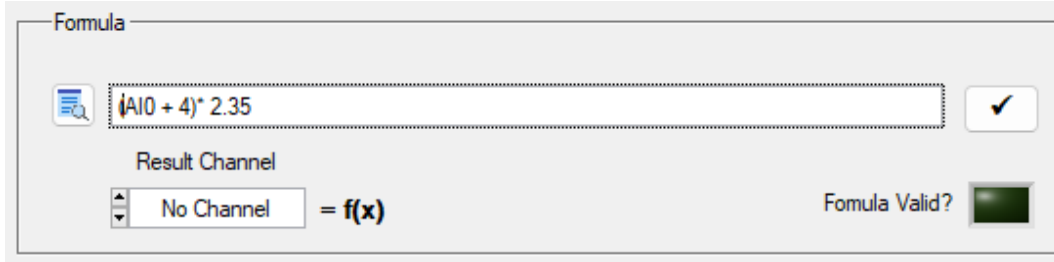 Formula
(AI0 + 4)* 2.35
Result Channel
No Channel = f(x)
Fomula Valid?